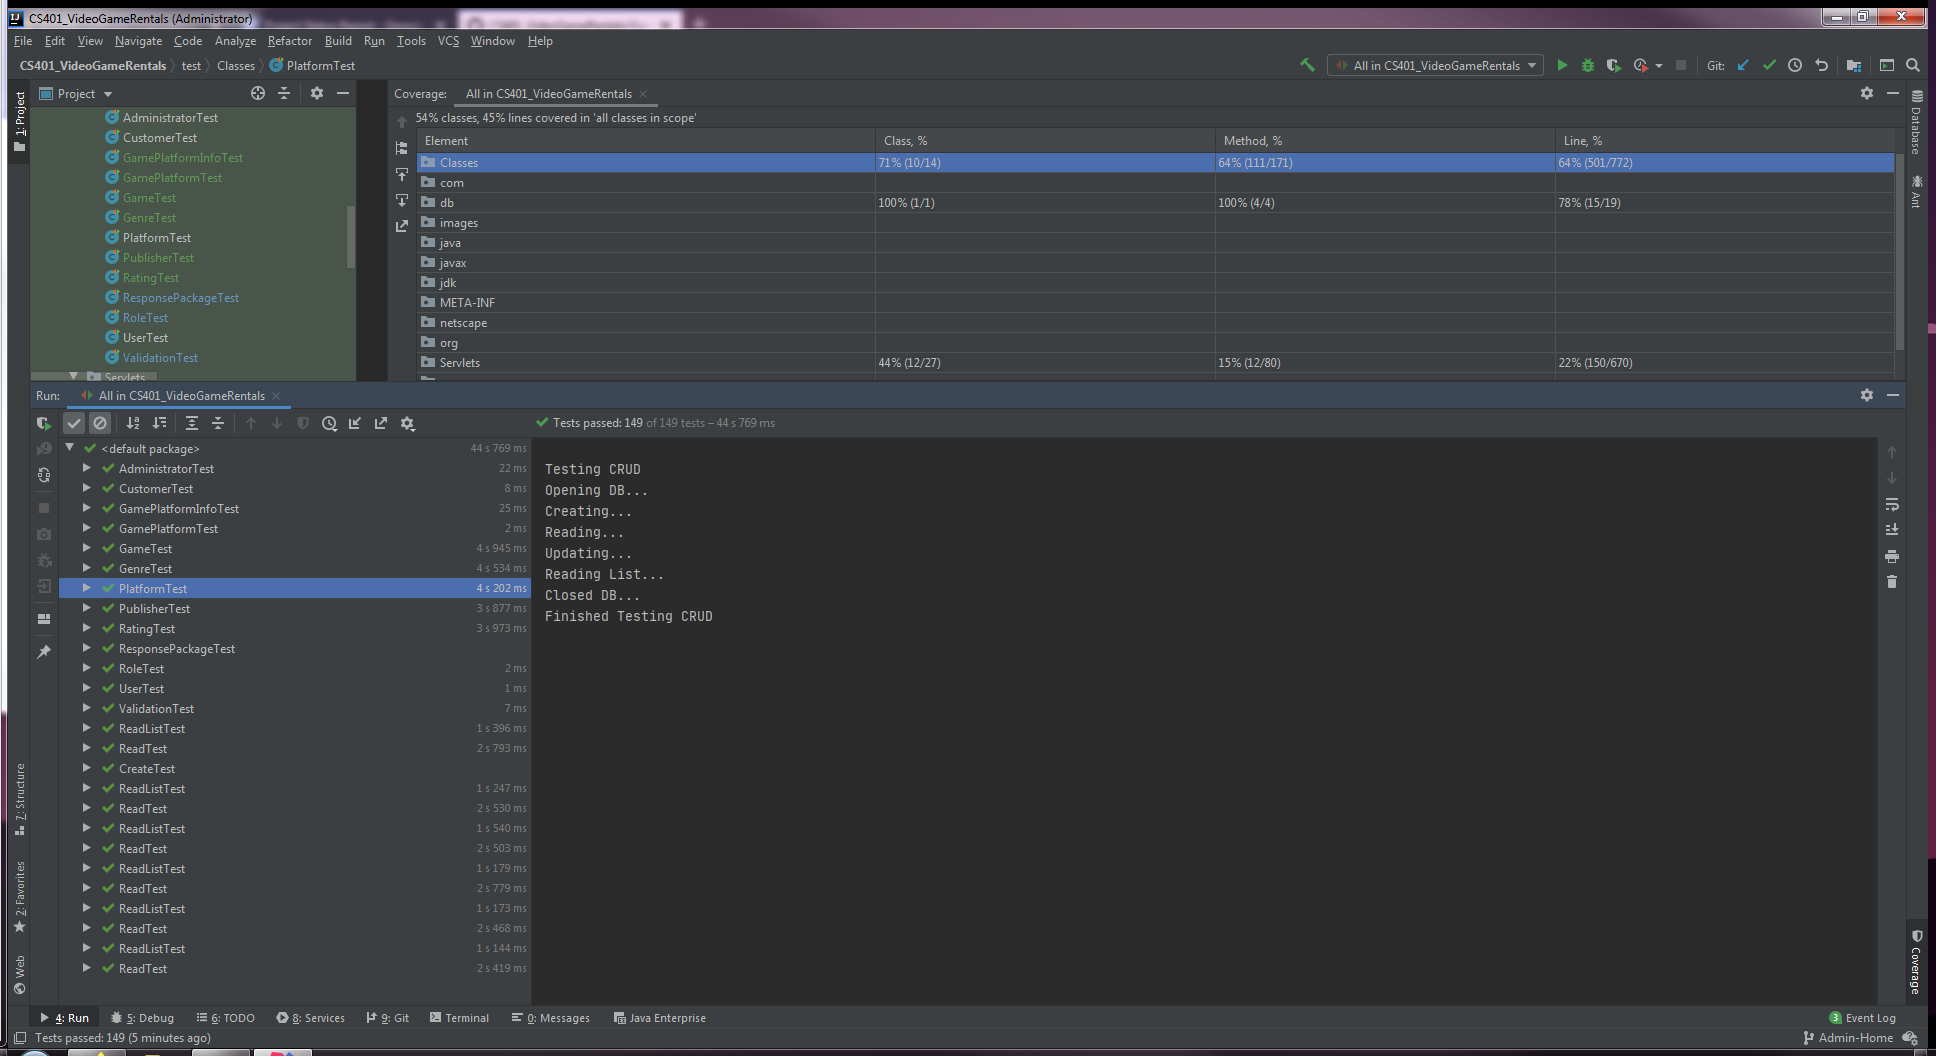 CS401_VideoGameRentals (Administrator)
File Edit View Navigate Code Analyze Refactor Build Run Tools VCS Window Help
CS401_VideoGameRentals test Classes PlatformTest
All in CS401_VideoGameRentals Git:
1: Project
Project
AdministratorTest
CustomerTest
GamePlatformInfoTest
GamePlatformTest
GameTest
GenreTest
PlatformTest
PublisherTest
RatingTest
ResponsePackageTest
RoleTest
UserTest
ValidationTest
Servlets
Coverage: All in CS401_VideoGameRentals
54% classes, 45% lines covered in 'all classes in scope'
Element Class, % Method, % Line, %
Classes 71% (10/14) 64% (111/171) 64% (501/772)
com
db 100% (1/1) 100% (4/4) 78% (15/19)
images
java
javax
jdk
META-INF
netscape
org
Servlets 44% (12/27) 15% (12/80) 22% (150/670)
Database
Ant
Run: All in CS401_VideoGameRentals
Tests passed: 149 of 149 tests – 44 s 769 ms
<default package> 44 s 769 ms
AdministratorTest 22 ms
CustomerTest 8 ms
GamePlatformInfoTest 25 ms
GamePlatformTest 2 ms
GameTest 4 s 945 ms
GenreTest 4 s 534 ms
PlatformTest 4 s 202 ms
PublisherTest 3 s 877 ms
RatingTest 3 s 973 ms
ResponsePackageTest
RoleTest 2 ms
UserTest 1 ms
ValidationTest 7 ms
ReadListTest 1 s 396 ms
ReadTest 2 s 793 ms
CreateTest
ReadListTest 1 s 247 ms
ReadTest 2 s 530 ms
ReadListTest 1 s 540 ms
ReadTest 2 s 503 ms
ReadListTest 1 s 179 ms
ReadTest 2 s 779 ms
ReadListTest 1 s 173 ms
ReadTest 2 s 468 ms
ReadListTest 1 s 144 ms
ReadTest 2 s 419 ms
Testing CRUD
Opening DB...
Creating...
Reading...
Updating...
Reading List...
Closed DB...
Finished Testing CRUD
7: Structure
2: Favorites
Web
Coverage
4: Run 5: Debug 6: TODO 8: Services 9: Git Terminal 0: Messages Java Enterprise 3 Event Log
Tests passed: 149 (5 minutes ago) Admin-Home